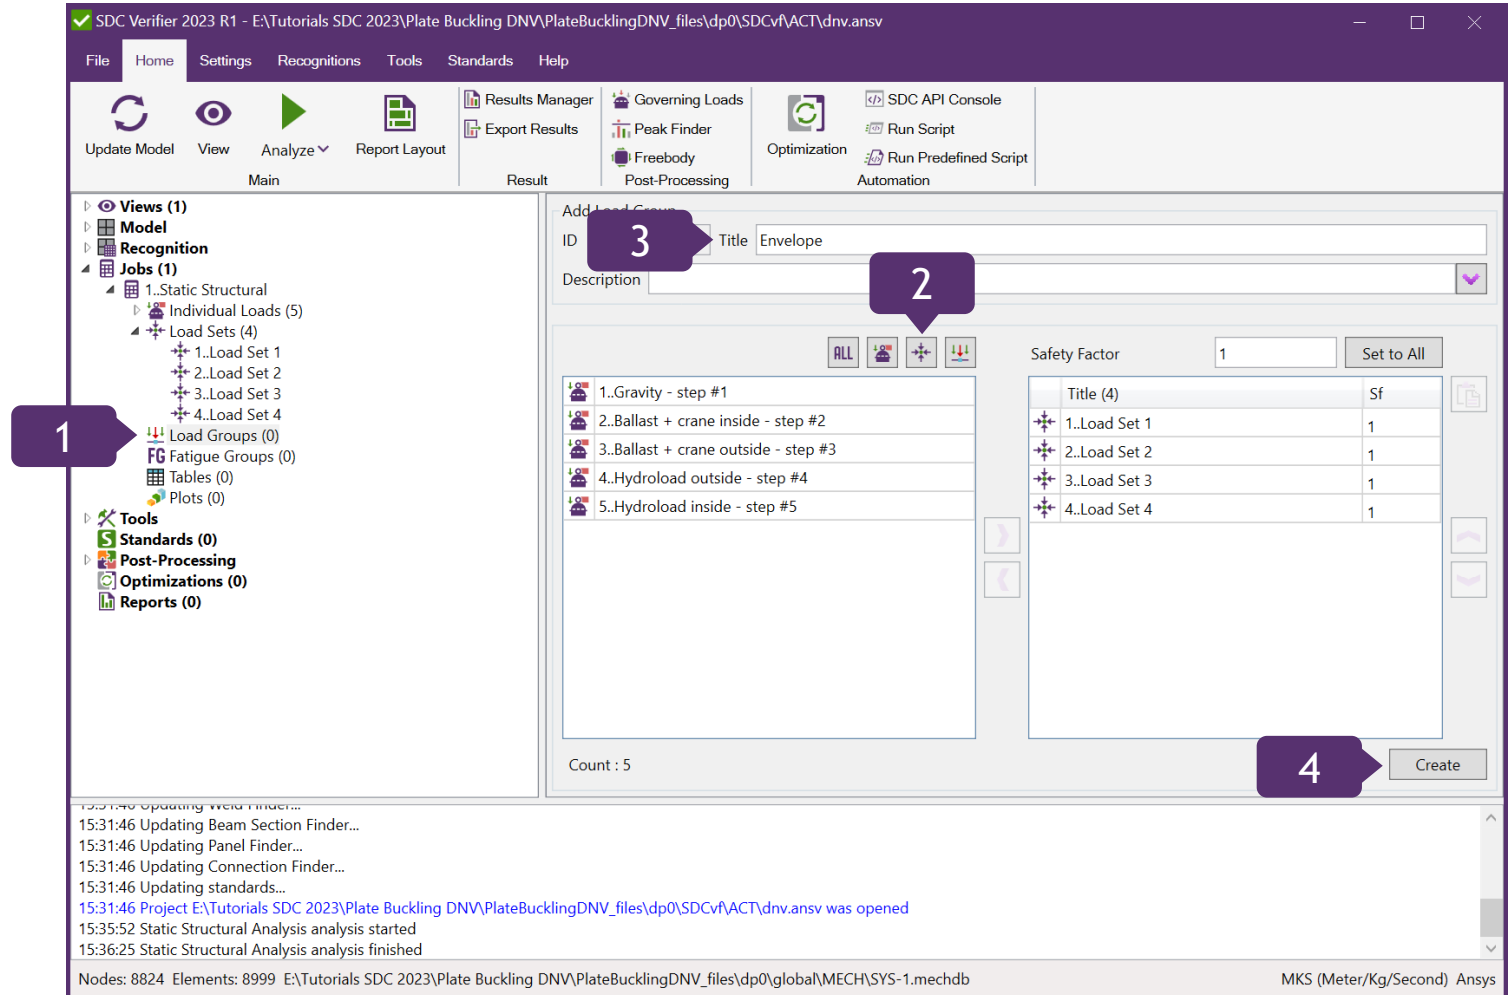 SDC Verifier 2023 R1 - E:\Tutorials SDC 2023\Plate Buckling DNV\PlateBucklingDNV_files\dp0\SDCvf\ACT\dnv.ansv
File Home Settings Recognitions Tools Standards Help
Update Model View Analyze Report Layout
Main
Results Manager
Export Results
Result
Governing Loads
Peak Finder
Freebody
Post-Processing
Optimization
SDC API Console
Run Script
Run Predefined Script
Automation
Views (1)
Model
Recognition
Jobs (1)
1..Static Structural
Individual Loads (5)
Load Sets (4)
1..Load Set 1
2..Load Set 2
3..Load Set 3
4..Load Set 4
1
Load Groups (0)
FG Fatigue Groups (0)
Tables (0)
Plots (0)
Tools
S Standards (0)
Post-Processing
Optimizations (0)
Reports (0)
Add Load Group
ID 3 Title Envelope
Description
2
ALL
Safety Factor 1 Set to All
1..Gravity - step #1
2..Ballast + crane inside - step #2
3..Ballast + crane outside - step #3
4..Hydroload outside - step #4
5..Hydroload inside - step #5
Title (4) Sf
1..Load Set 1 1
2..Load Set 2 1
3..Load Set 3 1
4..Load Set 4 1
Count : 5
4 Create
15:31:46 Updating Weld Finder...
15:31:46 Updating Beam Section Finder...
15:31:46 Updating Panel Finder...
15:31:46 Updating Connection Finder...
15:31:46 Updating standards...
15:31:46 Project E:\Tutorials SDC 2023\Plate Buckling DNV\PlateBucklingDNV_files\dp0\SDCvf\ACT\dnv.ansv was opened
15:35:52 Static Structural Analysis analysis started
15:36:25 Static Structural Analysis analysis finished
Nodes: 8824 Elements: 8999 E:\Tutorials SDC 2023\Plate Buckling DNV\PlateBucklingDNV_files\dp0\global\MECH\SYS-1.mechdb MKS (Meter/Kg/Second) Ansys